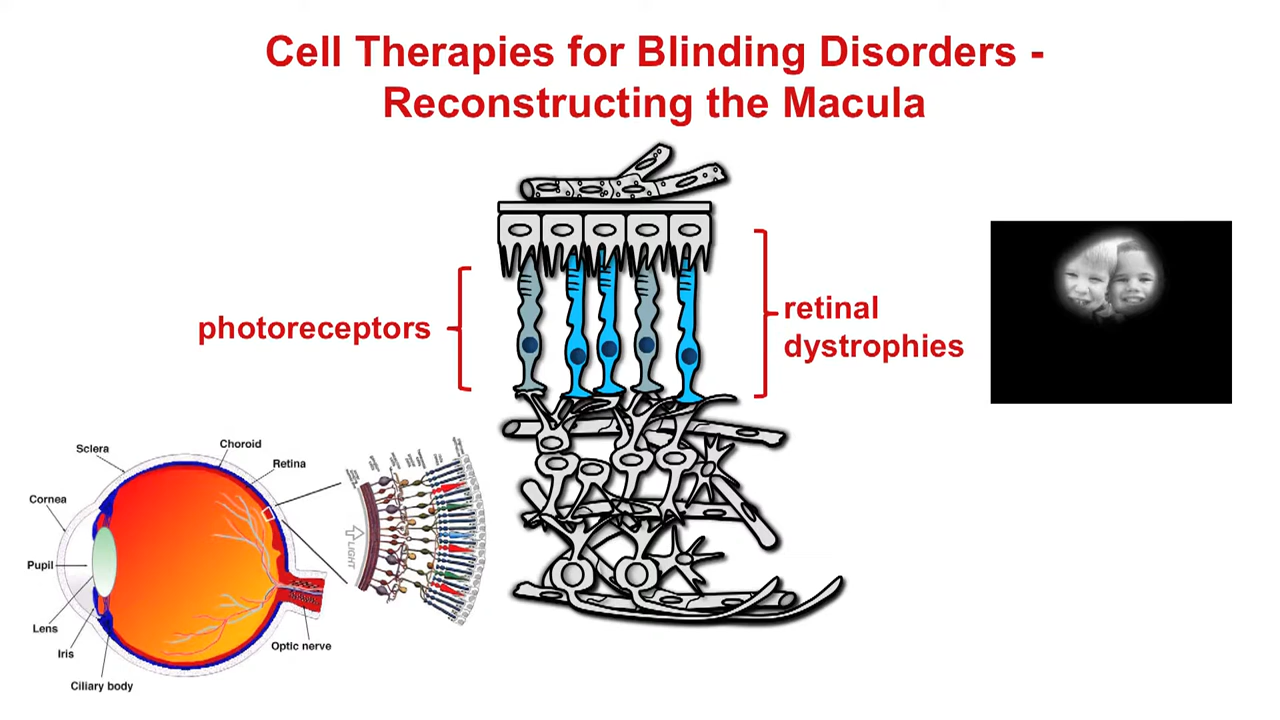 Cell Therapies for Blinding Disorders -
Reconstructing the Macula
photoreceptors
retinal
dystrophies
Choroid
Sclera
Retina
Cornea
LIGHT
Pupil
Lens
Iris
Optic nerve
Ciliary body